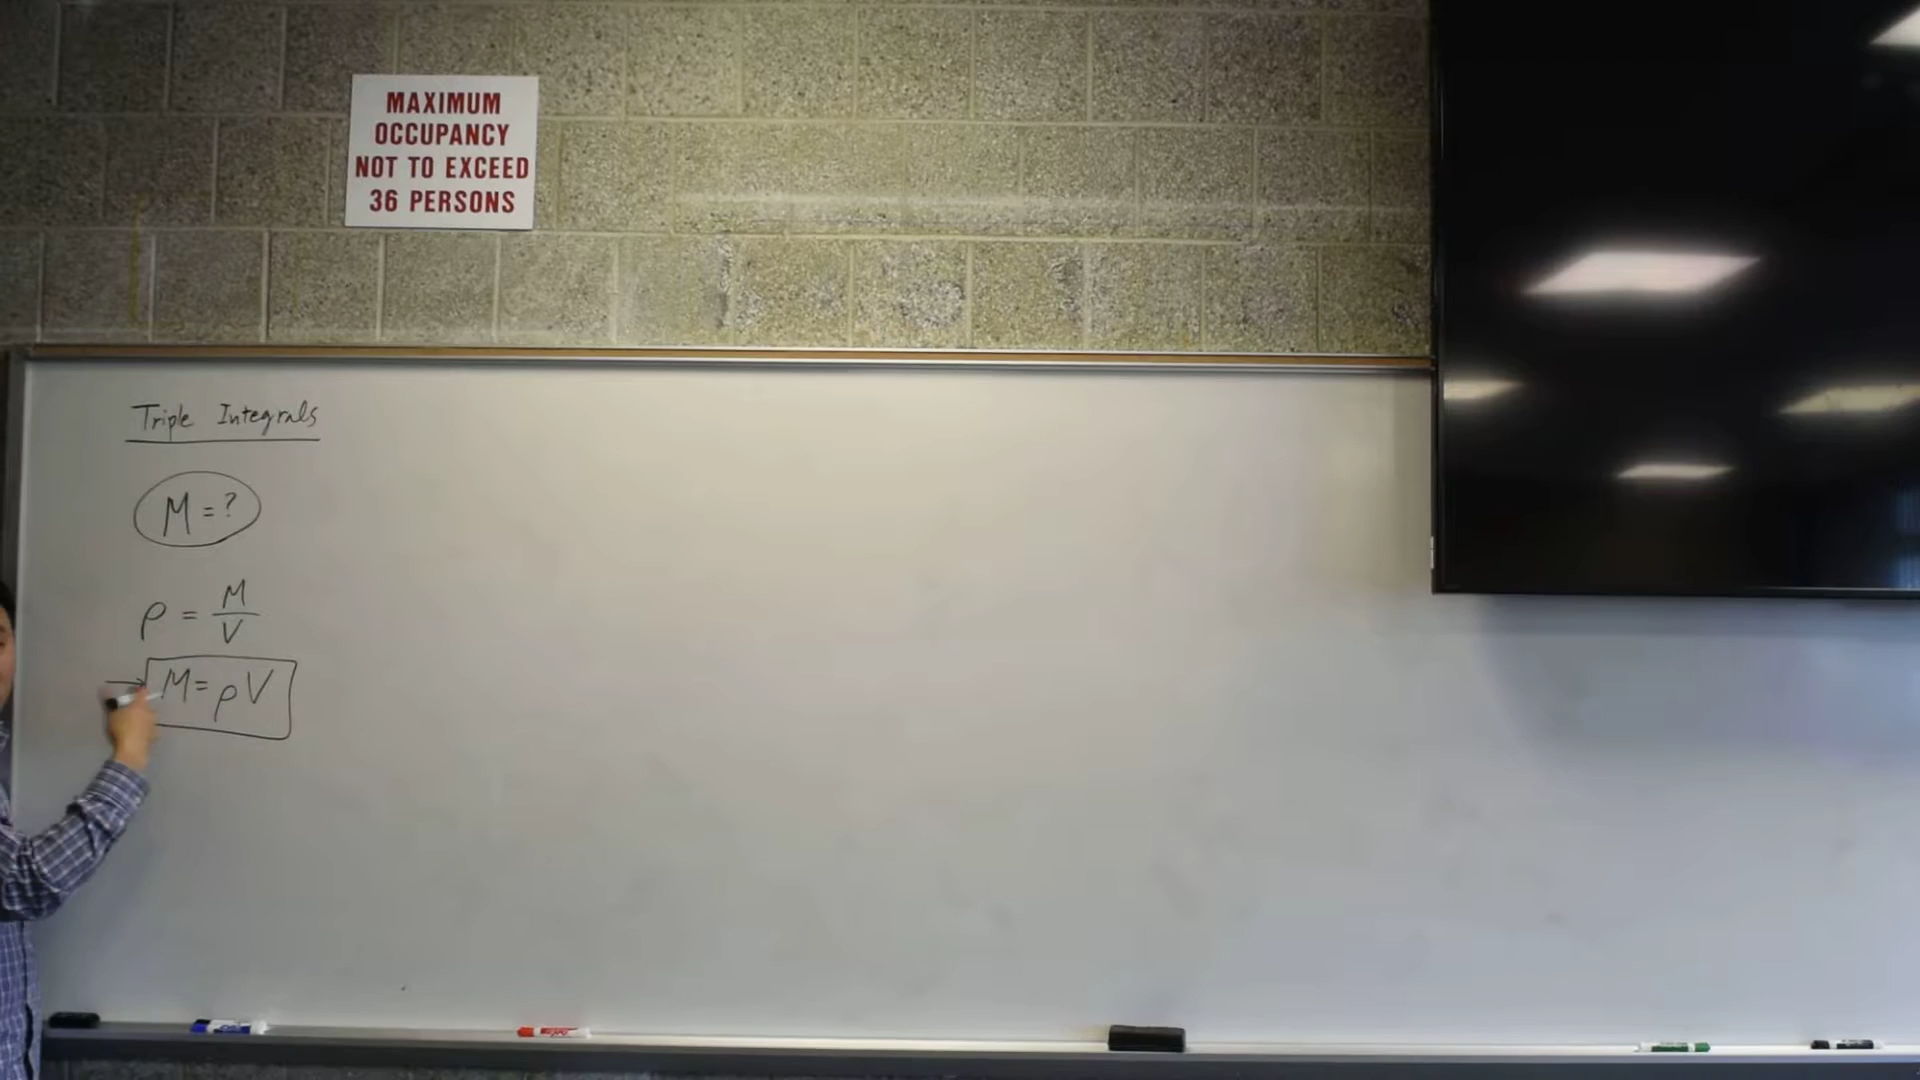 MAXIMUM
OCCUPANCY
NOT TO EXCEED
36 PERSONS
Triple Integrals
M = ?
ρ = M/V
M = ρV